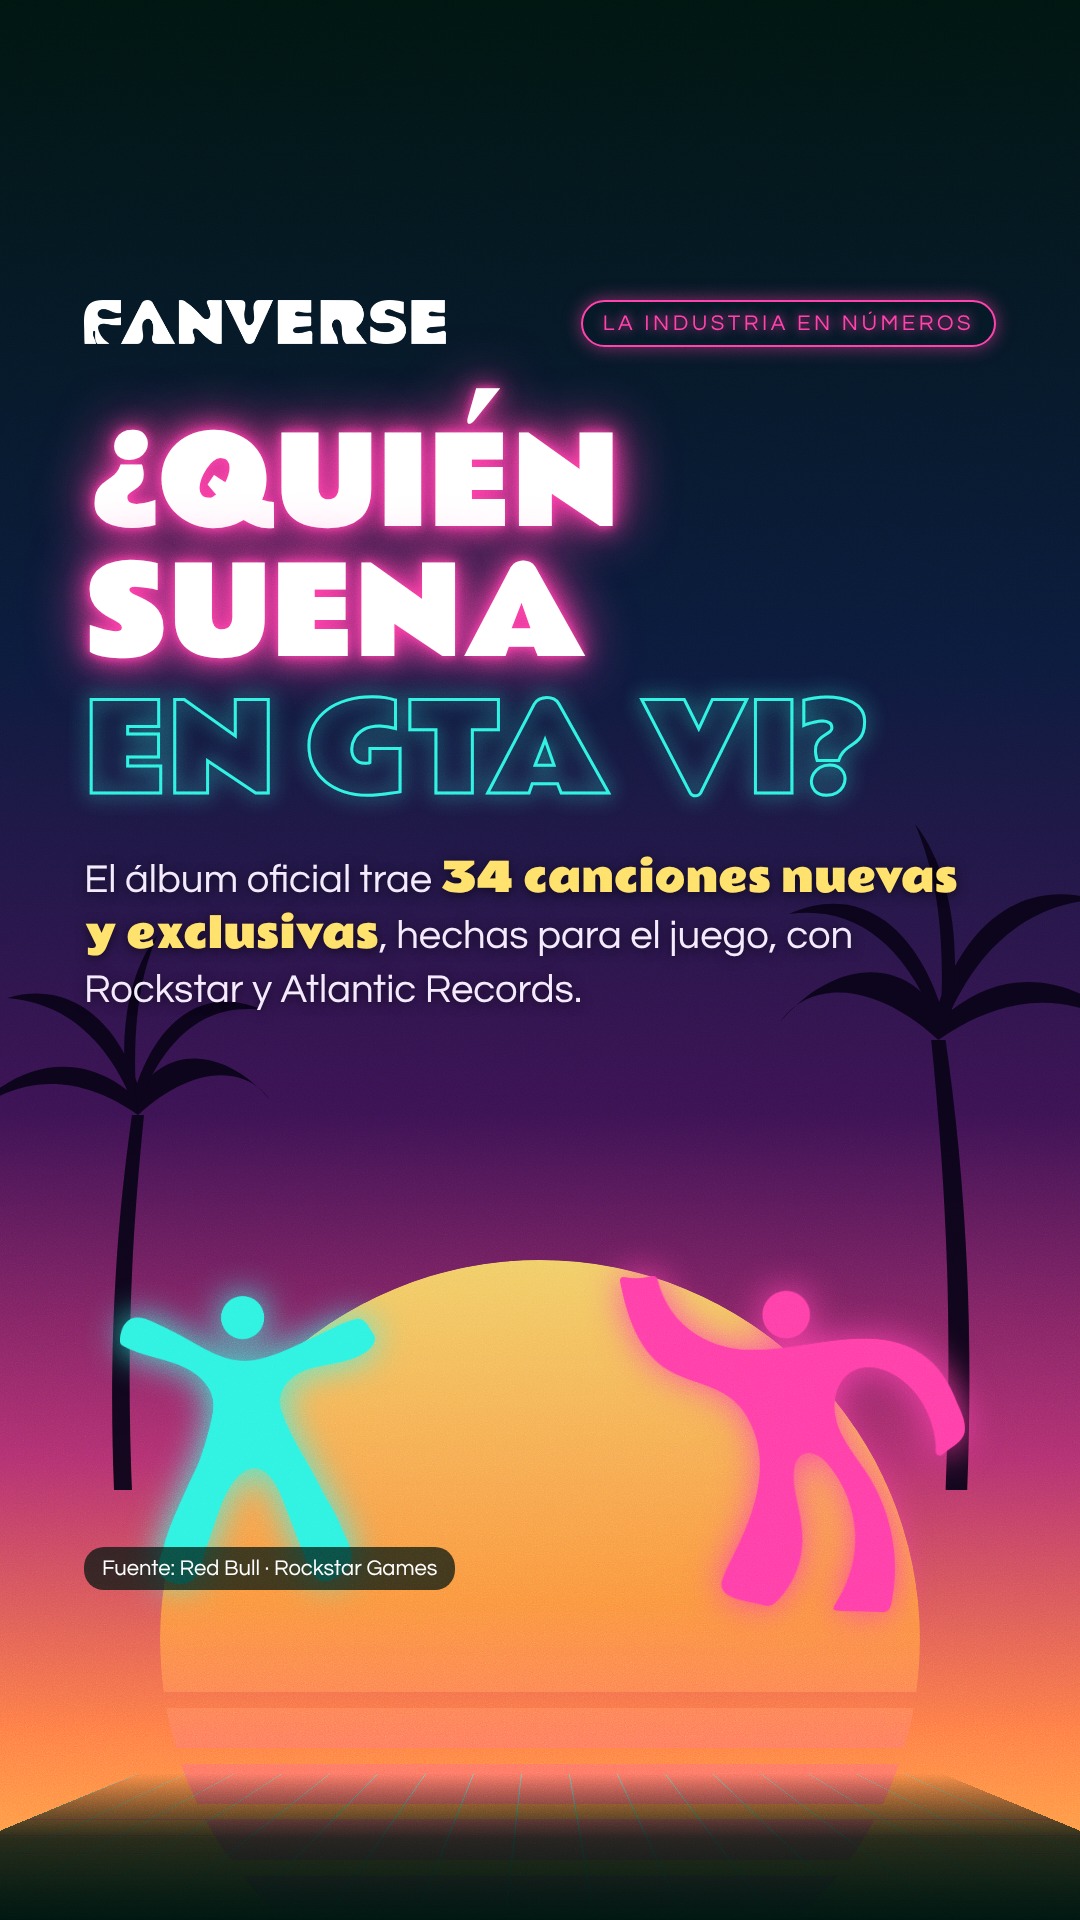 FANVERSE
LA INDUSTRIA EN NÚMEROS
¿QUIÉN
SUENA
EN GTA VI?
El álbum oficial trae 34 canciones nuevas
y exclusivas, hechas para el juego, con
Rockstar y Atlantic Records.
Fuente: Red Bull · Rockstar Games